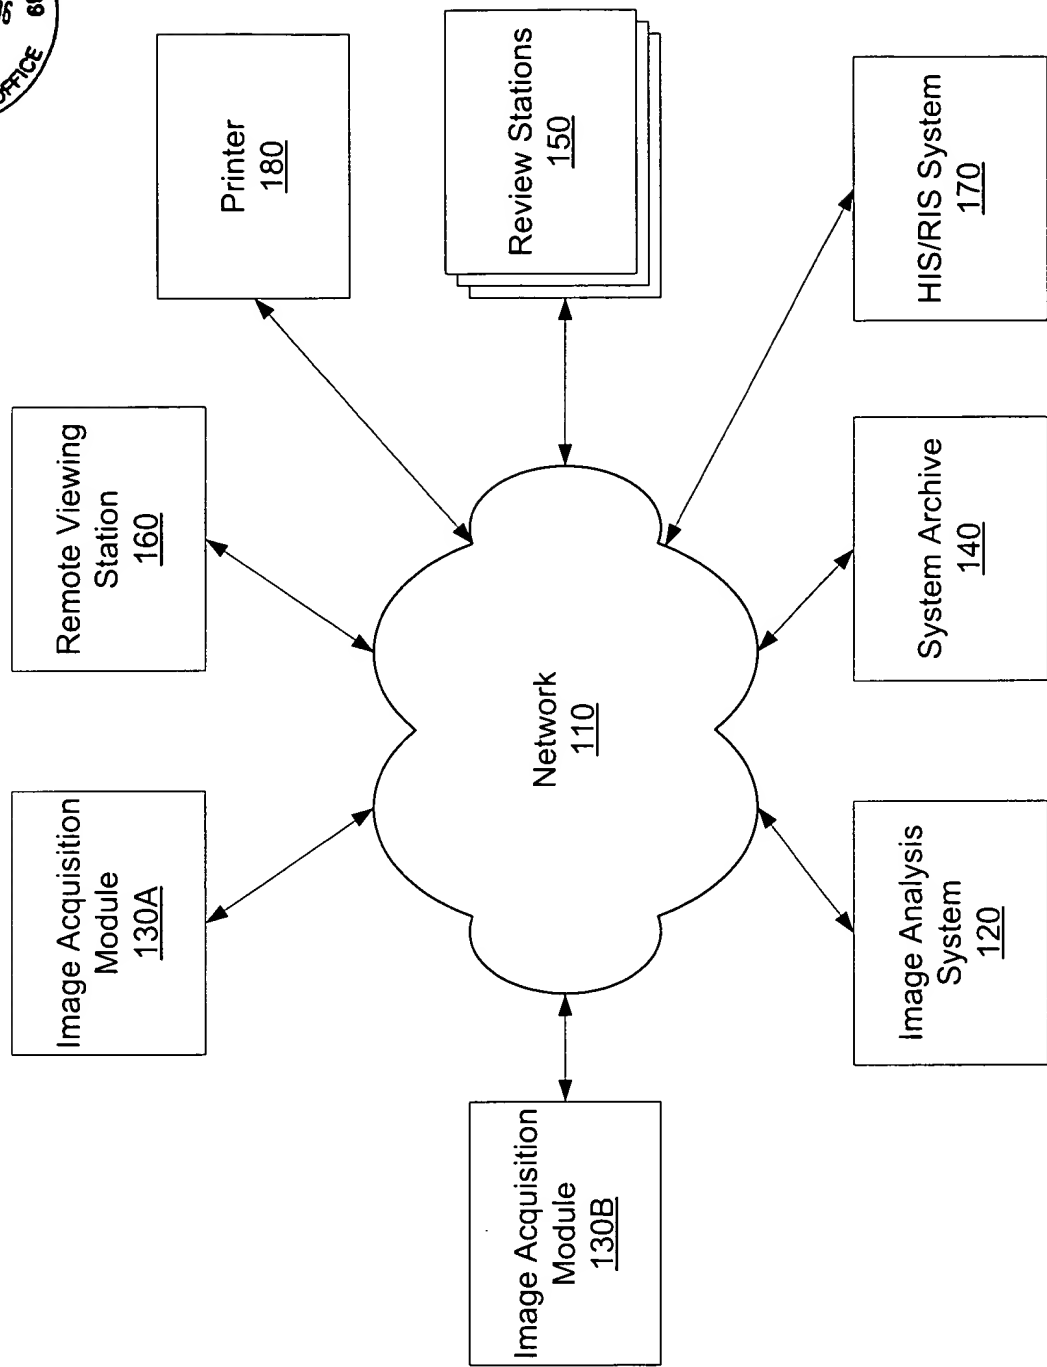 Image Acquisition
Module
130A
Remote Viewing
Station
160
Printer
180
Image Acquisition
Module
130B
Network
110
Review Stations
150
Image Analysis
System
120
System Archive
140
HIS/RIS System
170
OFFICE